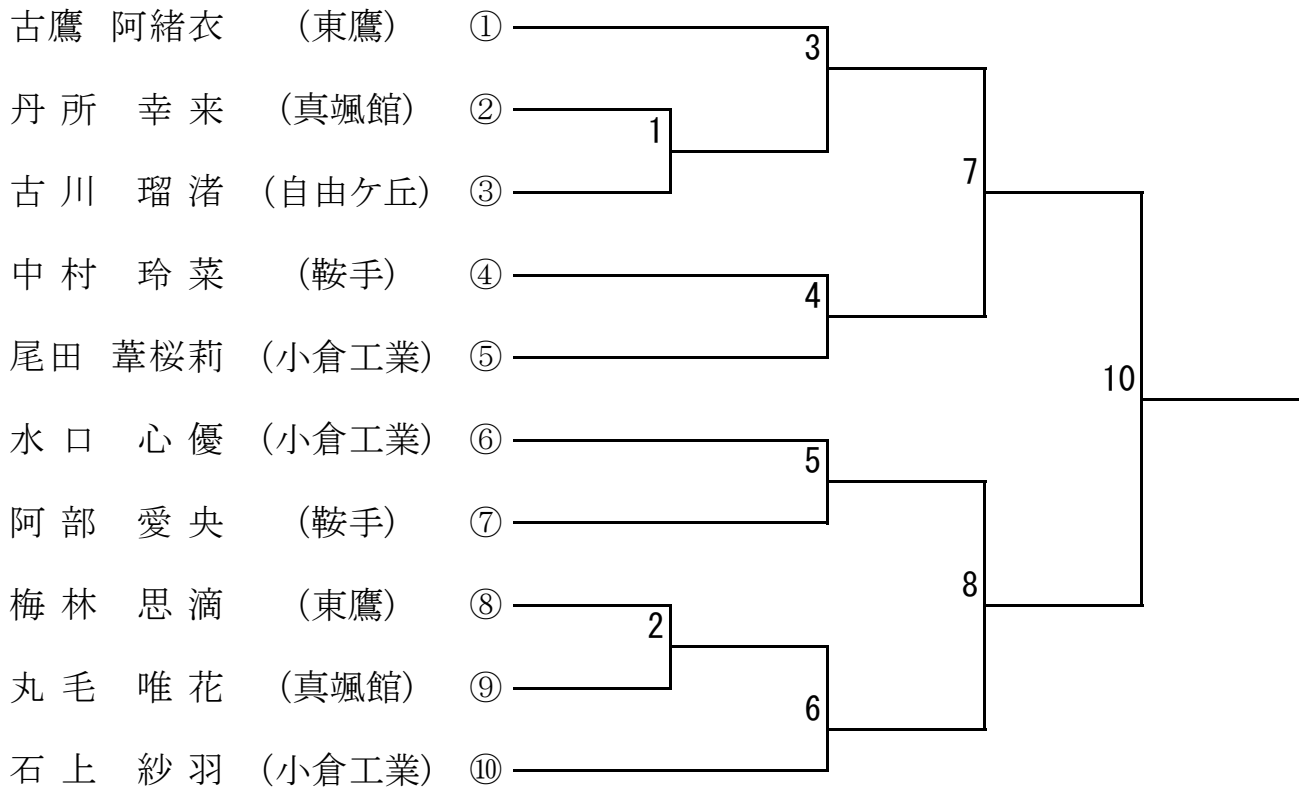 古鷹 阿緒衣 (東鷹) ①
3
丹所 幸来 (真颯館) ②
1
古川 瑠渚 (自由ケ丘) ③
7
中村 玲菜 (鞍手) ④
4
尾田 葦桜莉 (小倉工業) ⑤
10
水口 心優 (小倉工業) ⑥
5
阿部 愛央 (鞍手) ⑦
8
梅林 思滴 (東鷹) ⑧
2
丸毛 唯花 (真颯館) ⑨
6
石上 紗羽 (小倉工業) ⑩